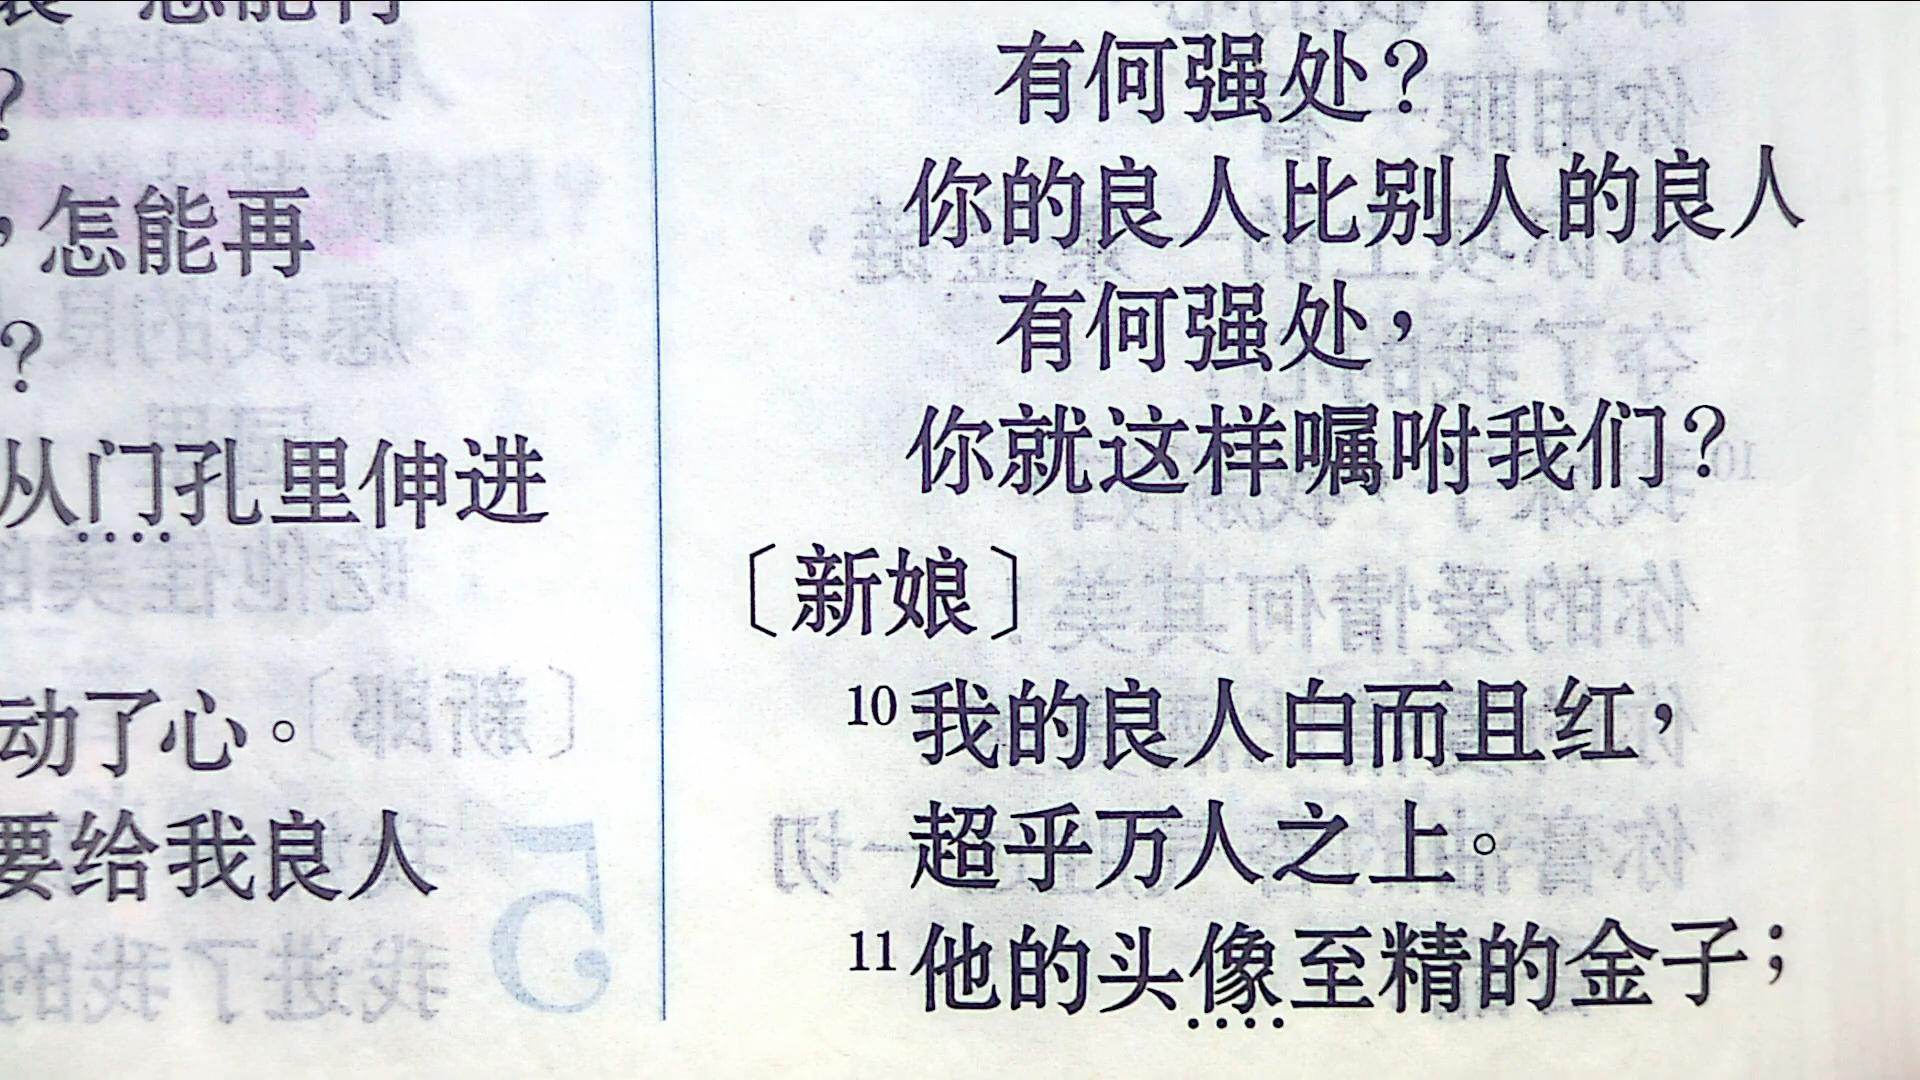 怎能再
?
，怎能再
?
从门孔里伸进
动了心。
要给我良人
有何强处?
你的良人比别人的良人
有何强处，
你就这样嘱咐我们?
〔新娘〕
10 我的良人白而且红，
超乎万人之上。
11 他的头像至精的金子；